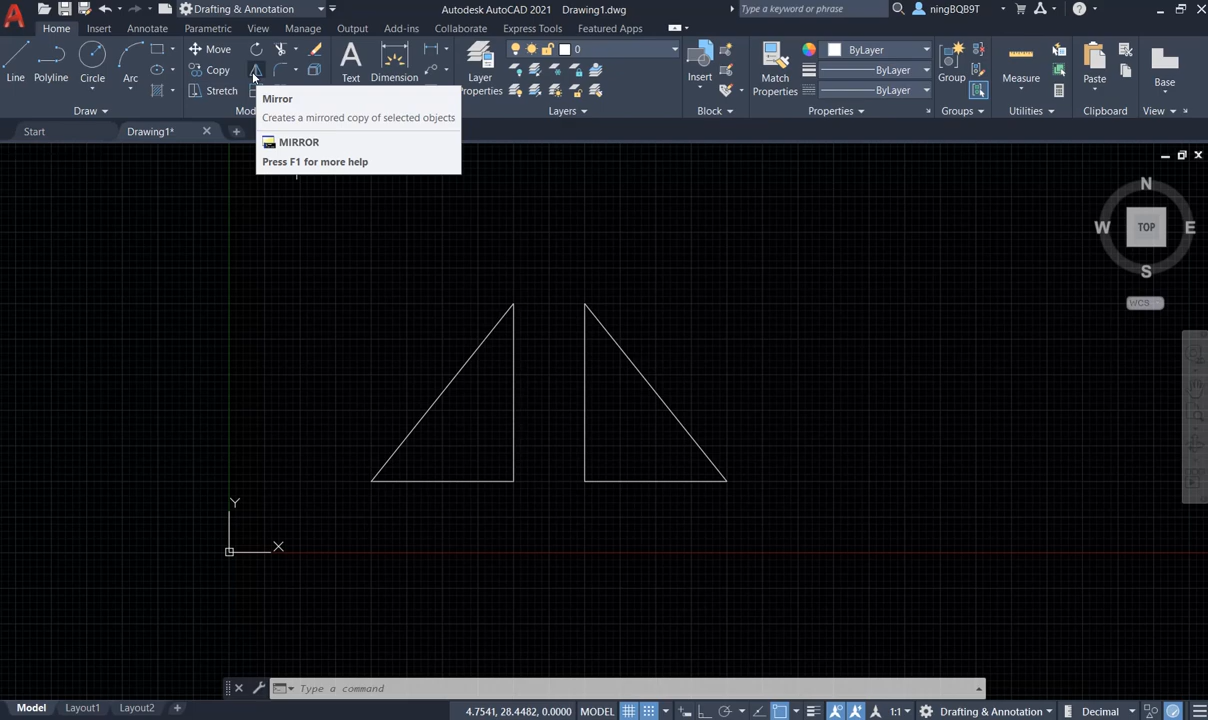 Drafting & Annotation
Autodesk AutoCAD 2021 Drawing1.dwg
Type a keyword or phrase
ningBQB9T
Home Insert Annotate Parametric View Manage Output Add-ins Collaborate Express Tools Featured Apps
Move
Copy
Stretch
Line Polyline Circle Arc
Text Dimension
Layer
Properties
0
Insert
Match
Properties
ByLayer
ByLayer
ByLayer
Group
Measure
Paste
Base
Draw
Layers
Block
Properties
Groups
Utilities
Clipboard
View
Start
Drawing1*
Mirror
Creates a mirrored copy of selected objects
MIRROR
Press F1 for more help
N
W TOP E
S
WCS
Y
X
Type a command
Model Layout1 Layout2
4.7541, 28.4482, 0.0000 MODEL
1:1
Drafting & Annotation
Decimal